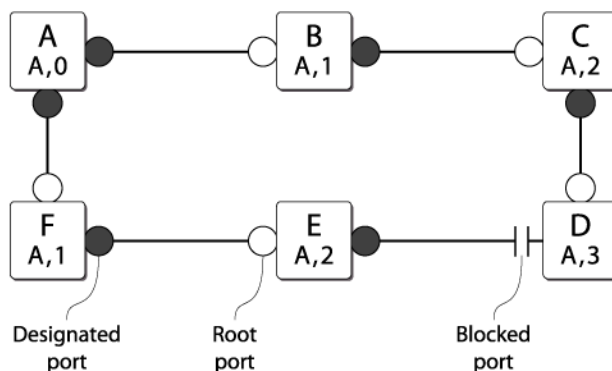 A
A,0
B
A,1
C
A,2
F
A,1
E
A,2
D
A,3
Designated
port
Root
port
Blocked
port